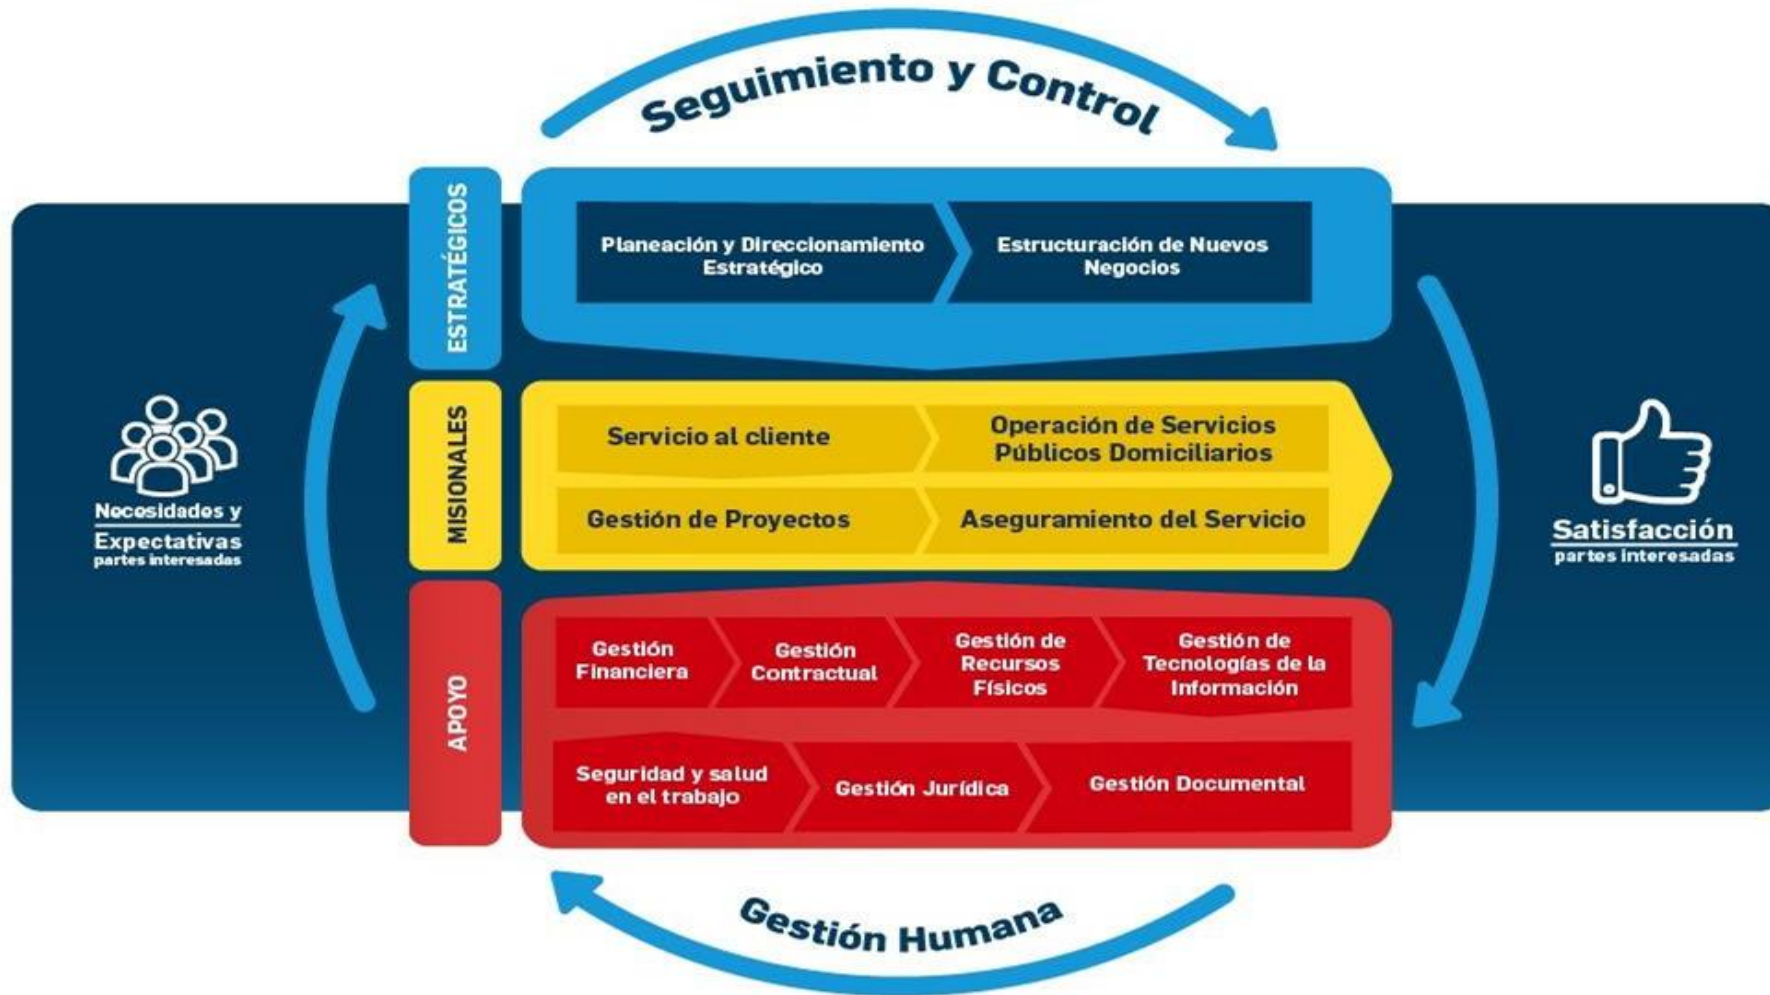 Seguimiento y Control
ESTRATÉGICOS
Planeación y Direccionamiento
Estratégico
Estructuración de Nuevos
Negocios
Necesidades y
Expectativas
partes interesadas
MISIONALES
Servicio al cliente
Operación de Servicios
Públicos Domiciliarios
Gestión de Proyectos
Aseguramiento del Servicio
Satisfacción
partes interesadas
APOYO
Gestión
Financiera
Gestión
Contractual
Gestión de
Recursos
Físicos
Gestión de
Tecnologías de la
Información
Seguridad y salud
en el trabajo
Gestión Jurídica
Gestión Documental
Gestión Humana